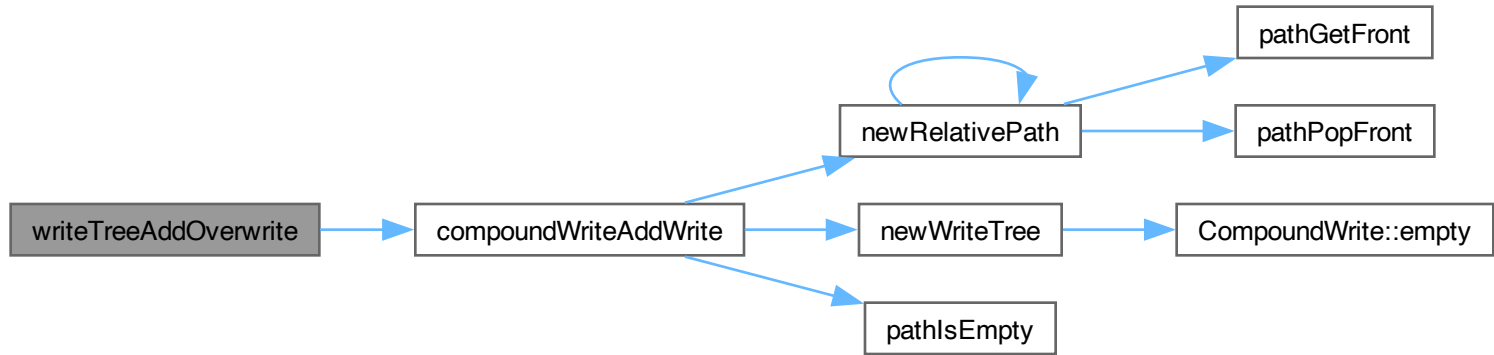 writeTreeAddOverwrite
compoundWriteAddWrite
newRelativePath
pathGetFront
pathPopFront
newWriteTree
CompoundWrite::empty
pathIsEmpty